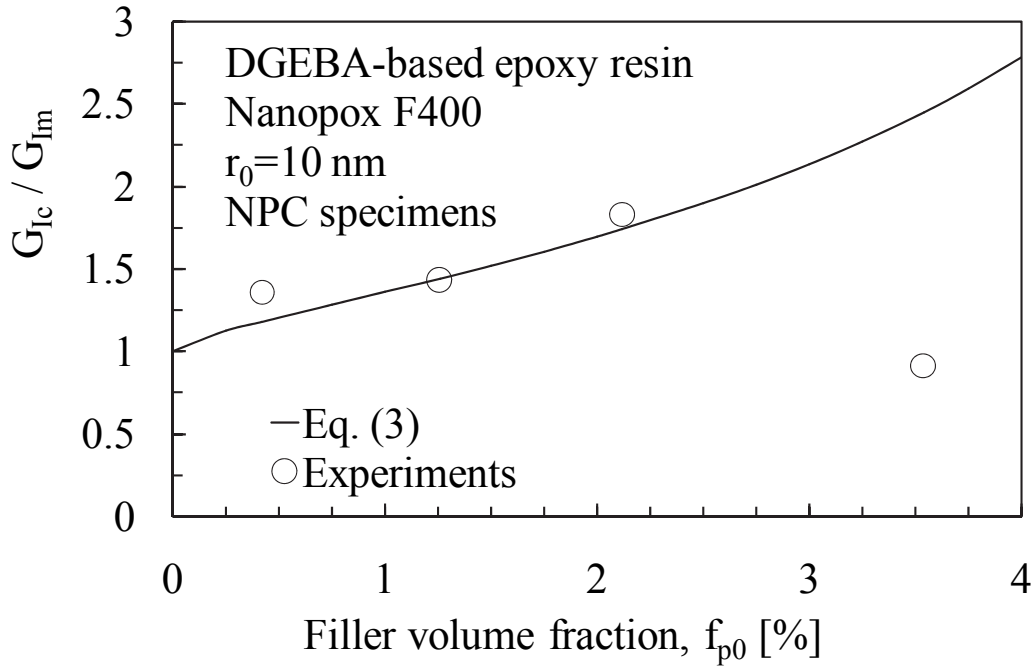 3
2.5
2
1.5
1
0.5
0
G_Ic / G_Im
DGEBA-based epoxy resin
Nanopox F400
r_0=10 nm
NPC specimens
Eq. (3)
Experiments
0 1 2 3 4
Filler volume fraction, f_p0 [%]